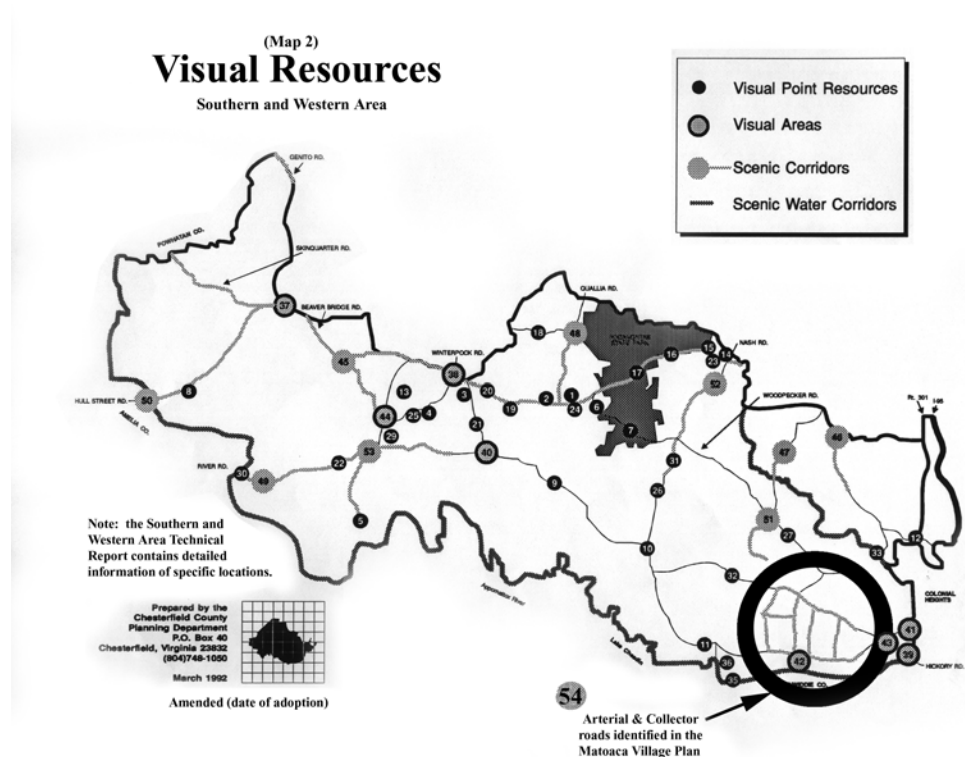 (Map 2)
Visual Resources
Southern and Western Area
Visual Point Resources
Visual Areas
Scenic Corridors
Scenic Water Corridors
GENITO RD.
POWHATAN CO.
SKINQUARTER RD.
37
BEAVER BRIDGE RD.
QUALLIA RD.
18
48
POCAHONTAS
STATE PARK
15
16
23
14
NASH RD.
45
WINTERPOCK RD.
38
17
52
8
13
3
20
2
1
WOODPECKER RD.
Rt. 301
I-95
HULL STREET RD.
50
AMELIA CO.
44
25
4
19
24
6
29
21
7
46
53
40
31
47
RIVER RD.
30
49
22
9
26
5
51
27
12
Note: the Southern and
Western Area Technical
Report contains detailed
information of specific locations.
10
33
32
Appomattox River
COLONIAL
HEIGHTS
Prepared by the
Chesterfield County
Planning Department
P.O. Box 40
Chesterfield, Virginia 23832
(804)748-1050
March 1992
Amended (date of adoption)
Lake Chesdin
11
36
35
42
43
41
39
HICKORY RD.
54
Arterial & Collector
roads identified in the
Matoaca Village Plan